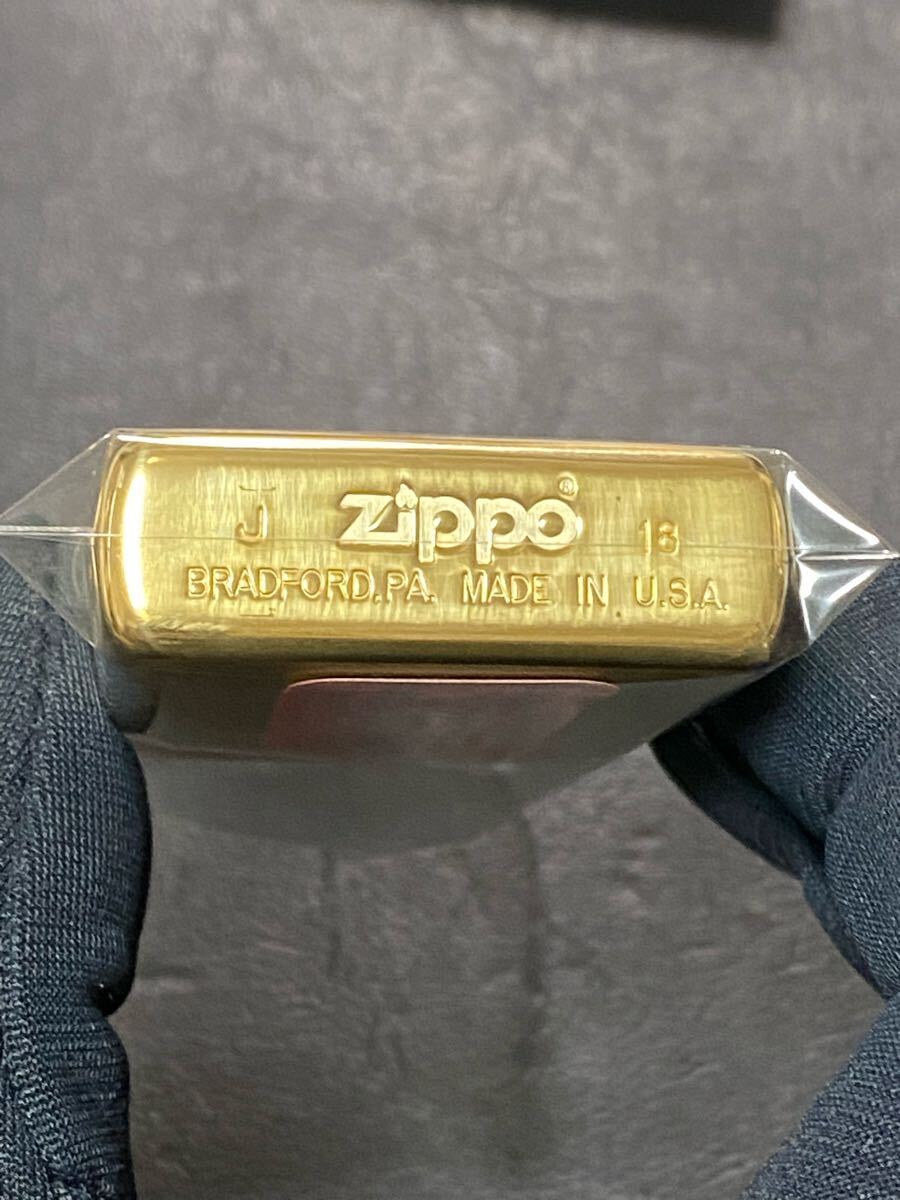 J zippo® 18
BRADFORD, PA. MADE IN U.S.A.